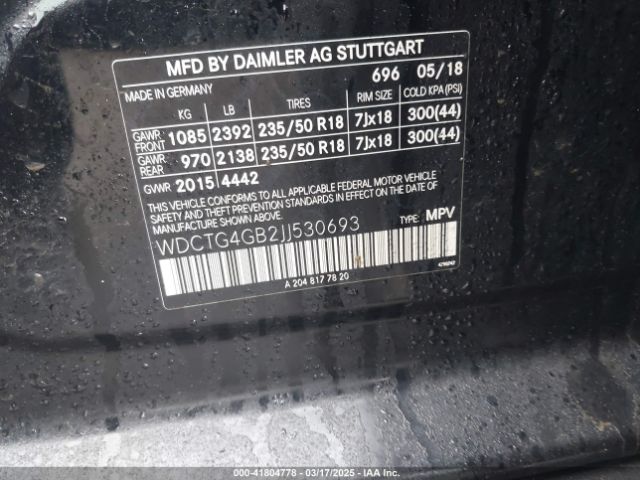 MFD BY DAIMLER AG STUTTGART
696 05/18
MADE IN GERMANY
KG LB TIRES RIM SIZE COLD KPA (PSI)
GAWR FRONT 1085 2392 235/50 R18 7Jx18 300(44)
GAWR REAR 970 2138 235/50 R18 7Jx18 300(44)
GVWR 2015 4442
THIS VEHICLE CONFORMS TO ALL APPLICABLE FEDERAL MOTOR VEHICLE
SAFETY AND THEFT PREVENTION STANDARDS IN EFFECT ON DATE OF
MANUFACTURE.
WDCTG4GB2JJ530693
TYPE: MPV
A 204 817 78 20
000-41804778 - 03/17/2025 - IAA Inc.